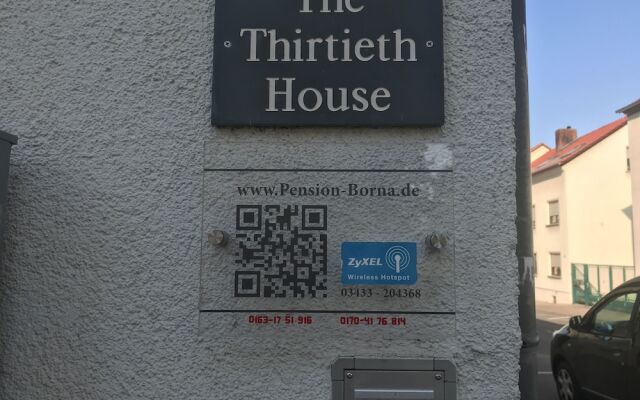 The
Thirtieth
House
www.Pension-Borna.de
ZyXEL
Wireless Hotspot
03433 - 204368
0163-17 51 916 0170-41 76 814